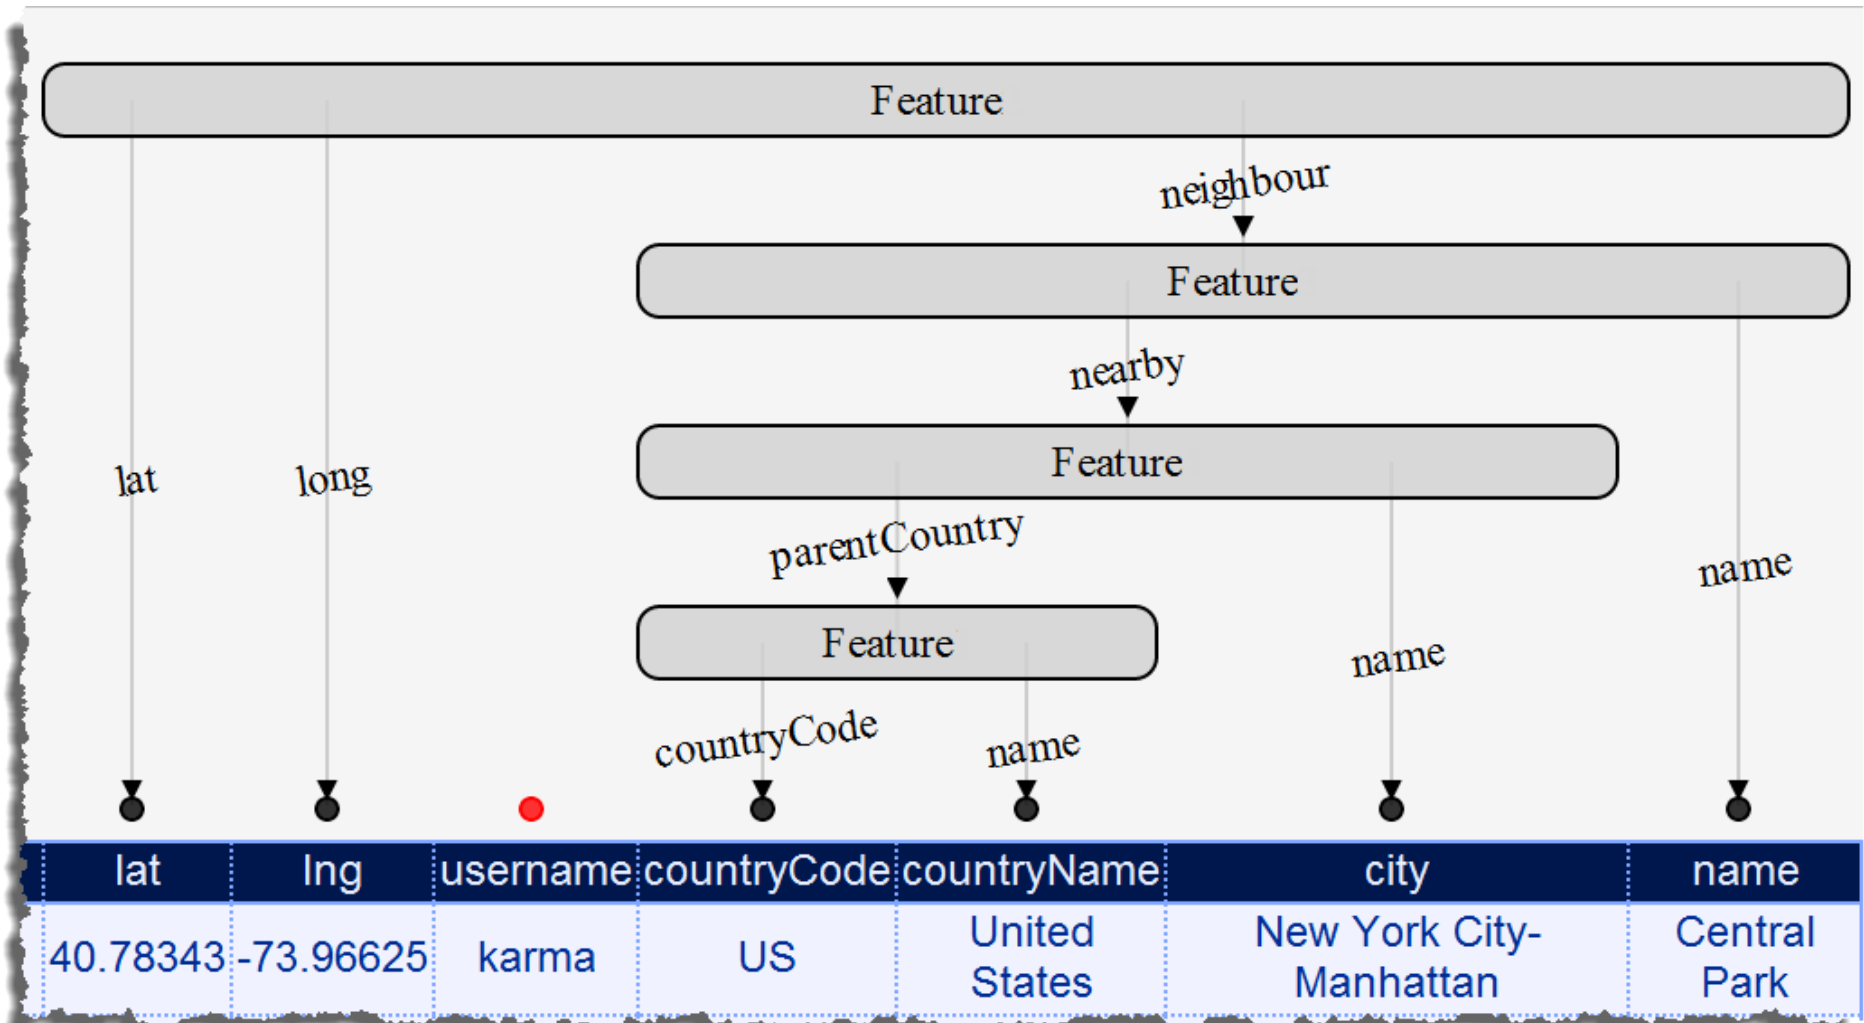 Feature
neighbour
Feature
nearby
Feature
lat long
parentCountry
name
Feature
name
countryCode name
lat lng username countryCode countryName city name
40.78343 -73.96625 karma US United States New York City-Manhattan Central Park